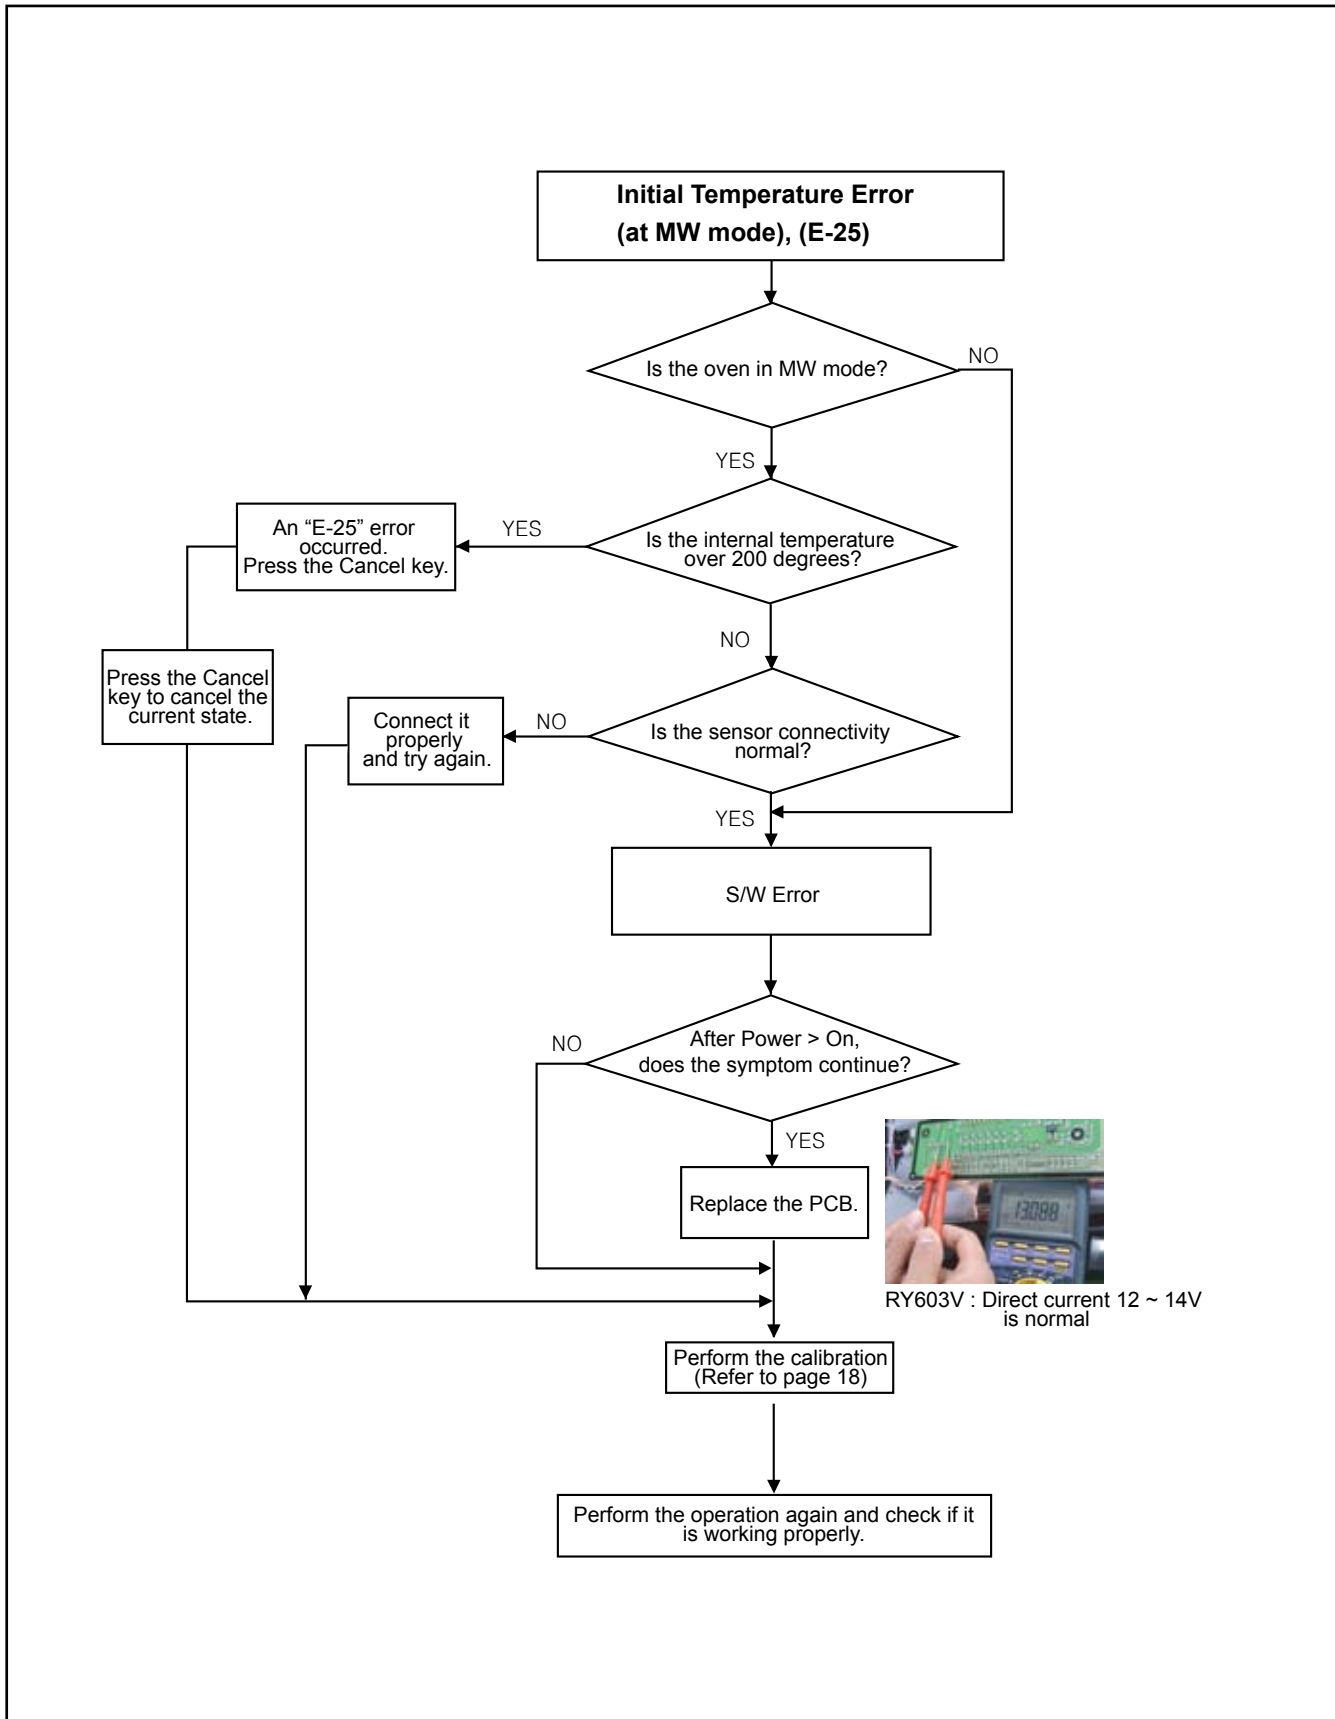 Initial Temperature Error
(at MW mode), (E-25)
Is the oven in MW mode?
NO
YES
Is the internal temperature
over 200 degrees?
YES
An “E-25” error
occurred.
Press the Cancel key.
Press the Cancel
key to cancel the
current state.
NO
Is the sensor connectivity
normal?
NO
Connect it
properly
and try again.
YES
S/W Error
After Power > On,
does the symptom continue?
NO
YES
Replace the PCB.
13.088
RY603V : Direct current 12 ~ 14V
is normal
Perform the calibration
(Refer to page 18)
Perform the operation again and check if it
is working properly.